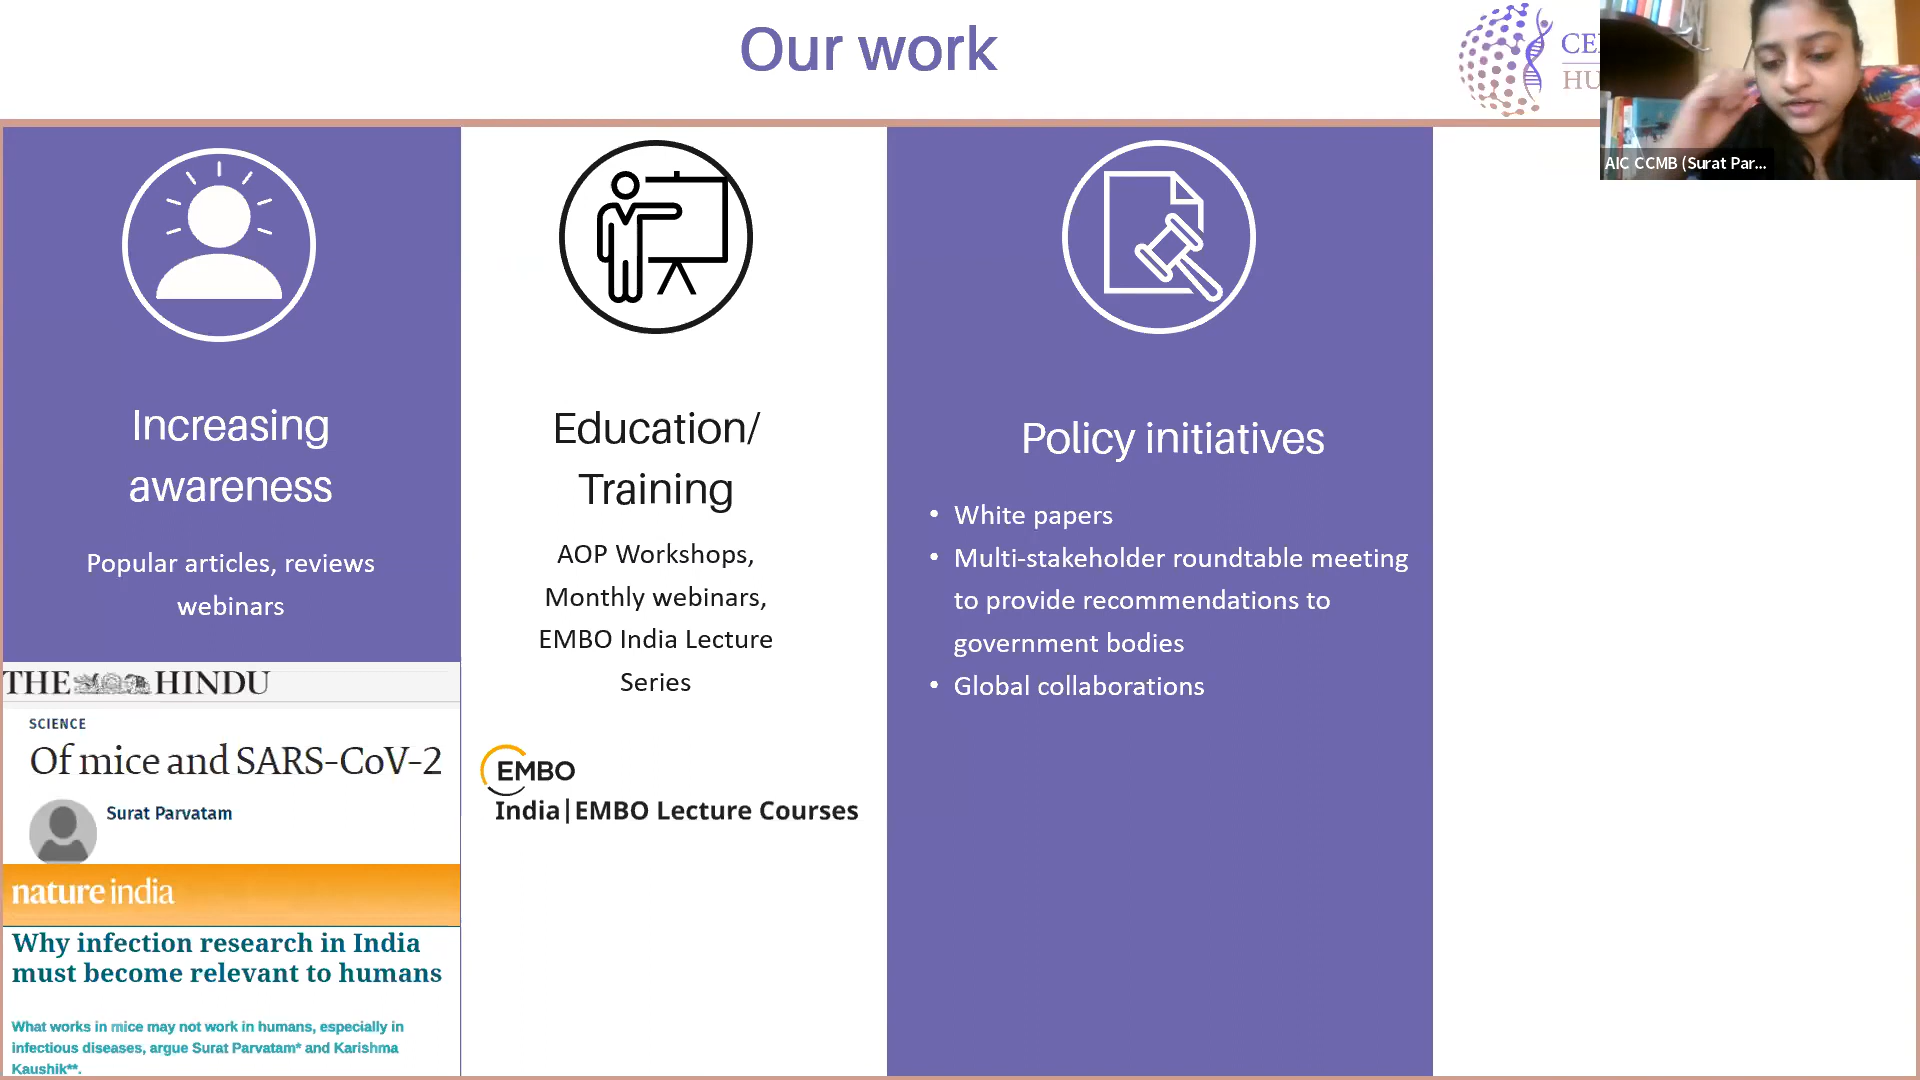 Our work
AIC CCMB (Surat Par...
Increasing
awareness
Popular articles, reviews
webinars
THE HINDU
SCIENCE
Of mice and SARS-CoV-2
Surat Parvatam
nature india
Why infection research in India
must become relevant to humans
What works in mice may not work in humans, especially in
infectious diseases, argue Surat Parvatam* and Karishma
Kaushik**.
Education/
Training
AOP Workshops,
Monthly webinars,
EMBO India Lecture
Series
EMBO
India|EMBO Lecture Courses
Policy initiatives
• White papers
• Multi-stakeholder roundtable meeting
to provide recommendations to
government bodies
• Global collaborations